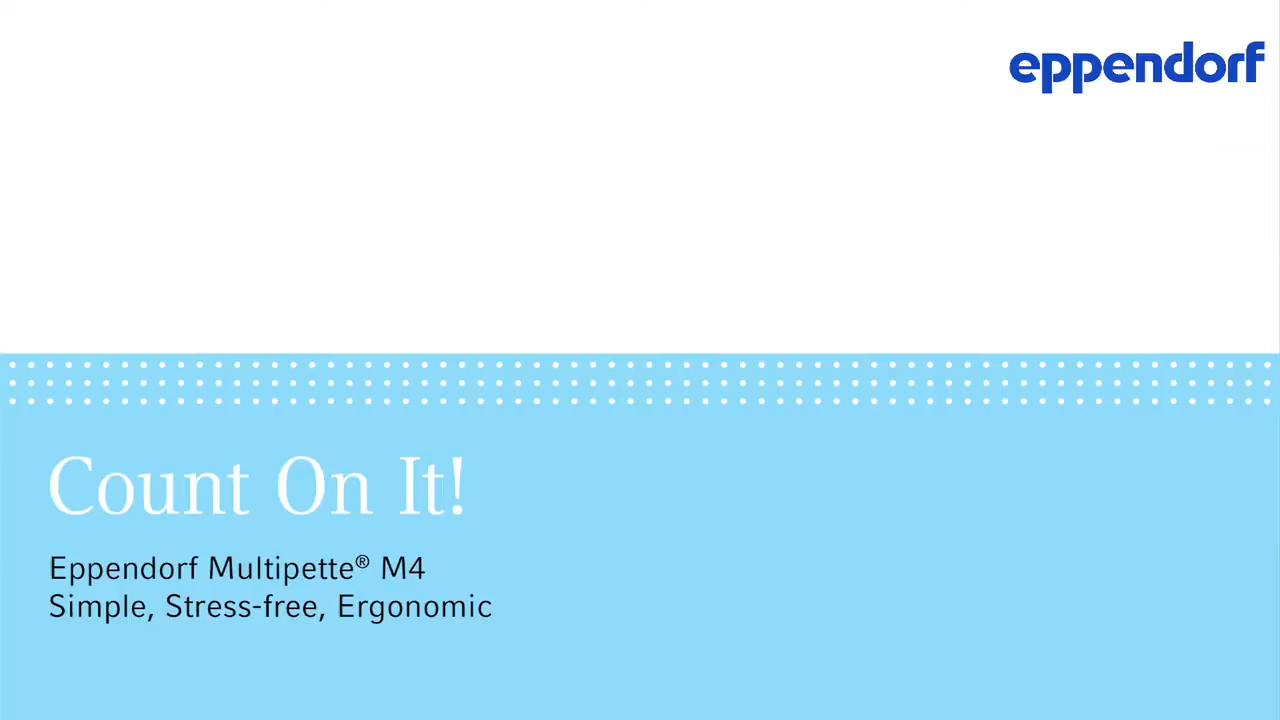 eppendorf
Count On It!
Eppendorf Multipette® M4
Simple, Stress-free, Ergonomic